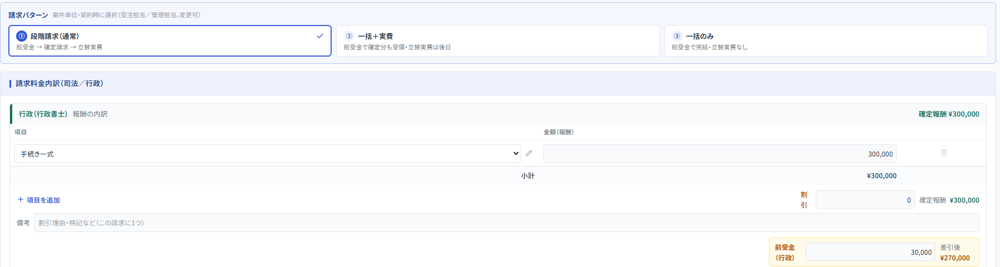 請求パターン 案件単位・契約時に選択（受注担当／管理担当。変更可）
① 段階請求（通常）
前受金 → 確定請求 → 立替実費
② 一括＋実費
前受金で確定分も受領・立替実費は後日
③ 一括のみ
前受金で完結・立替実費なし
請求料金内訳（司法／行政）
行政（行政書士） 報酬の内訳 確定報酬 ¥300,000
項目 金額（報酬）
手続き一式 300,000
小計 ¥300,000
＋ 項目を追加 割引 0 確定報酬 ¥300,000
備考 割引理由・特記など（この請求に1つ）
前受金（行政） 30,000 差引後 ¥270,000